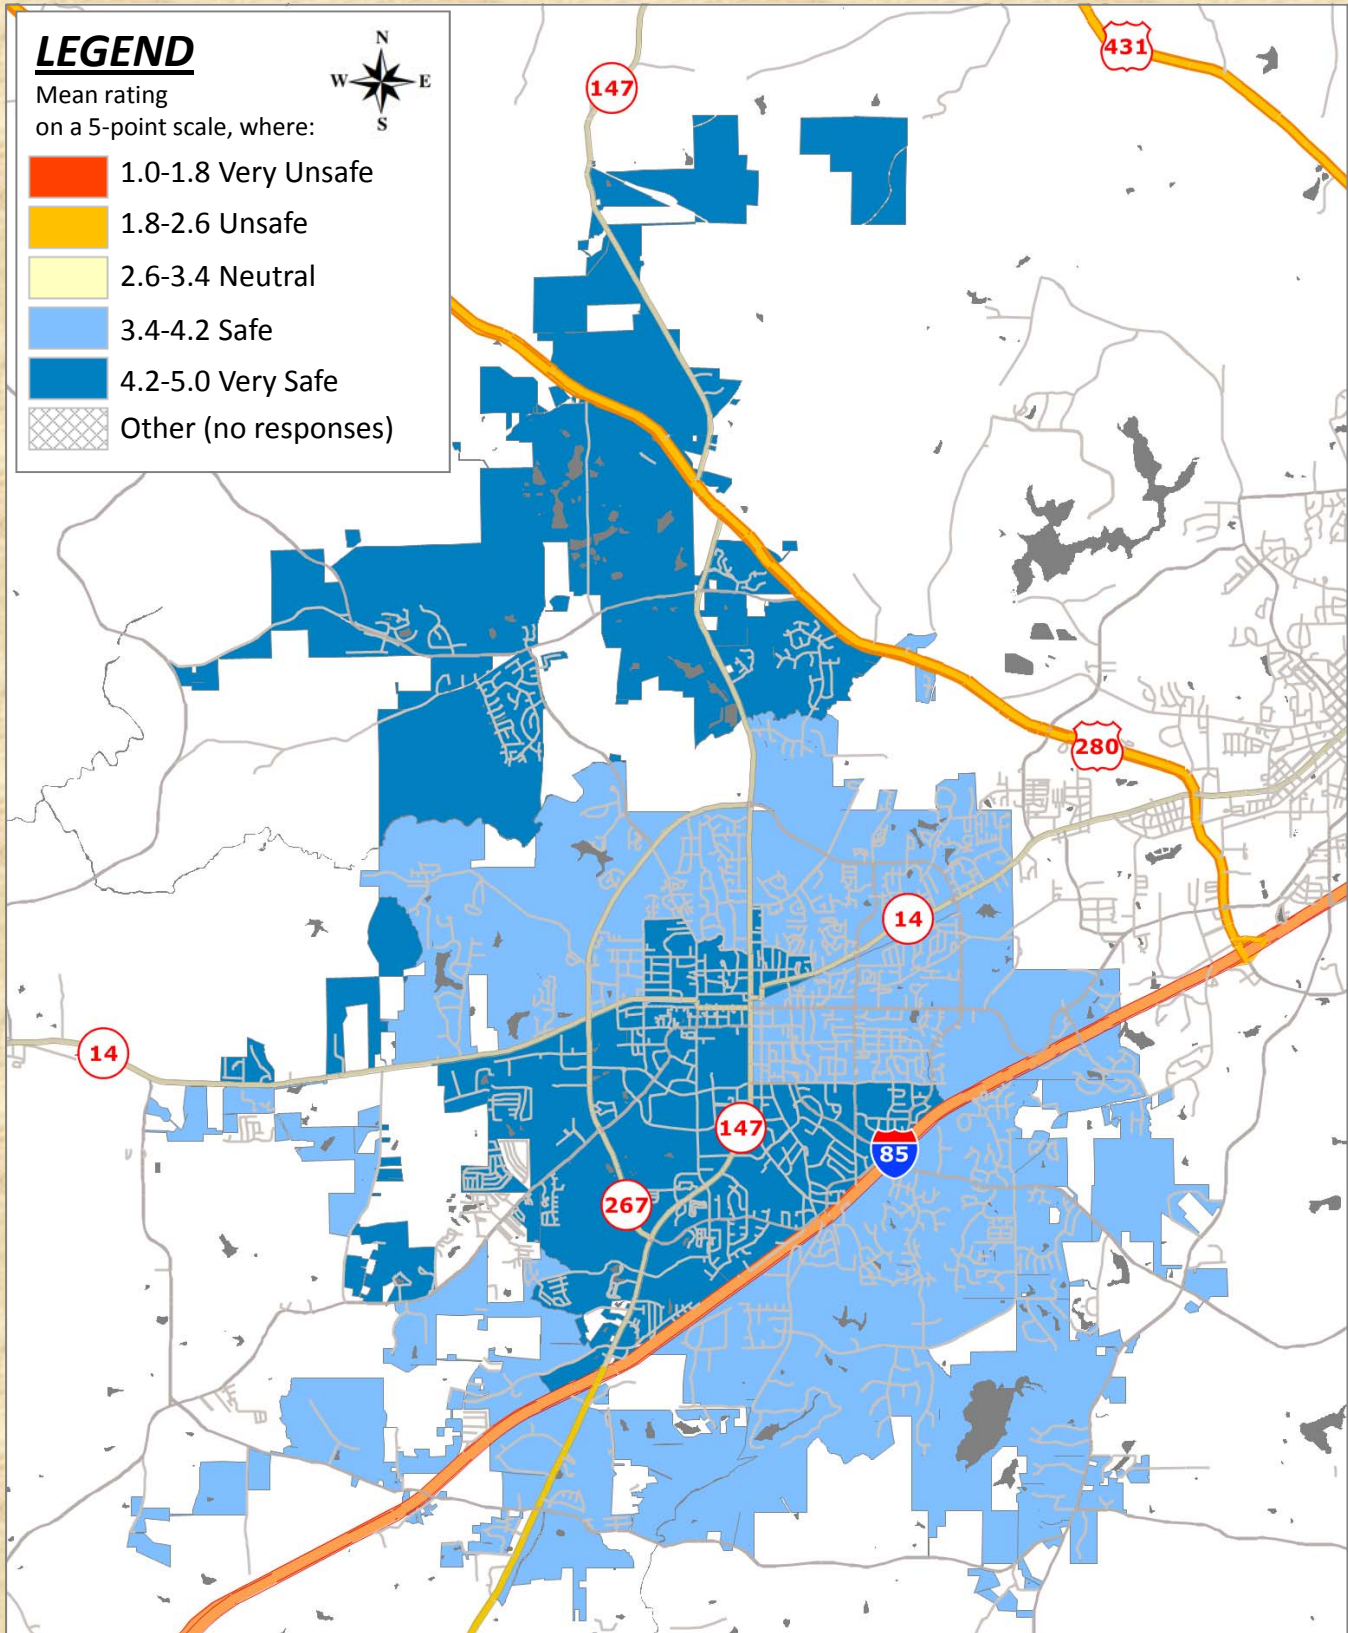 LEGEND
N
W E
S
Mean rating
on a 5-point scale, where:
1.0-1.8 Very Unsafe
1.8-2.6 Unsafe
2.6-3.4 Neutral
3.4-4.2 Safe
4.2-5.0 Very Safe
Other (no responses)
431
147
280
14
14
147
85
267